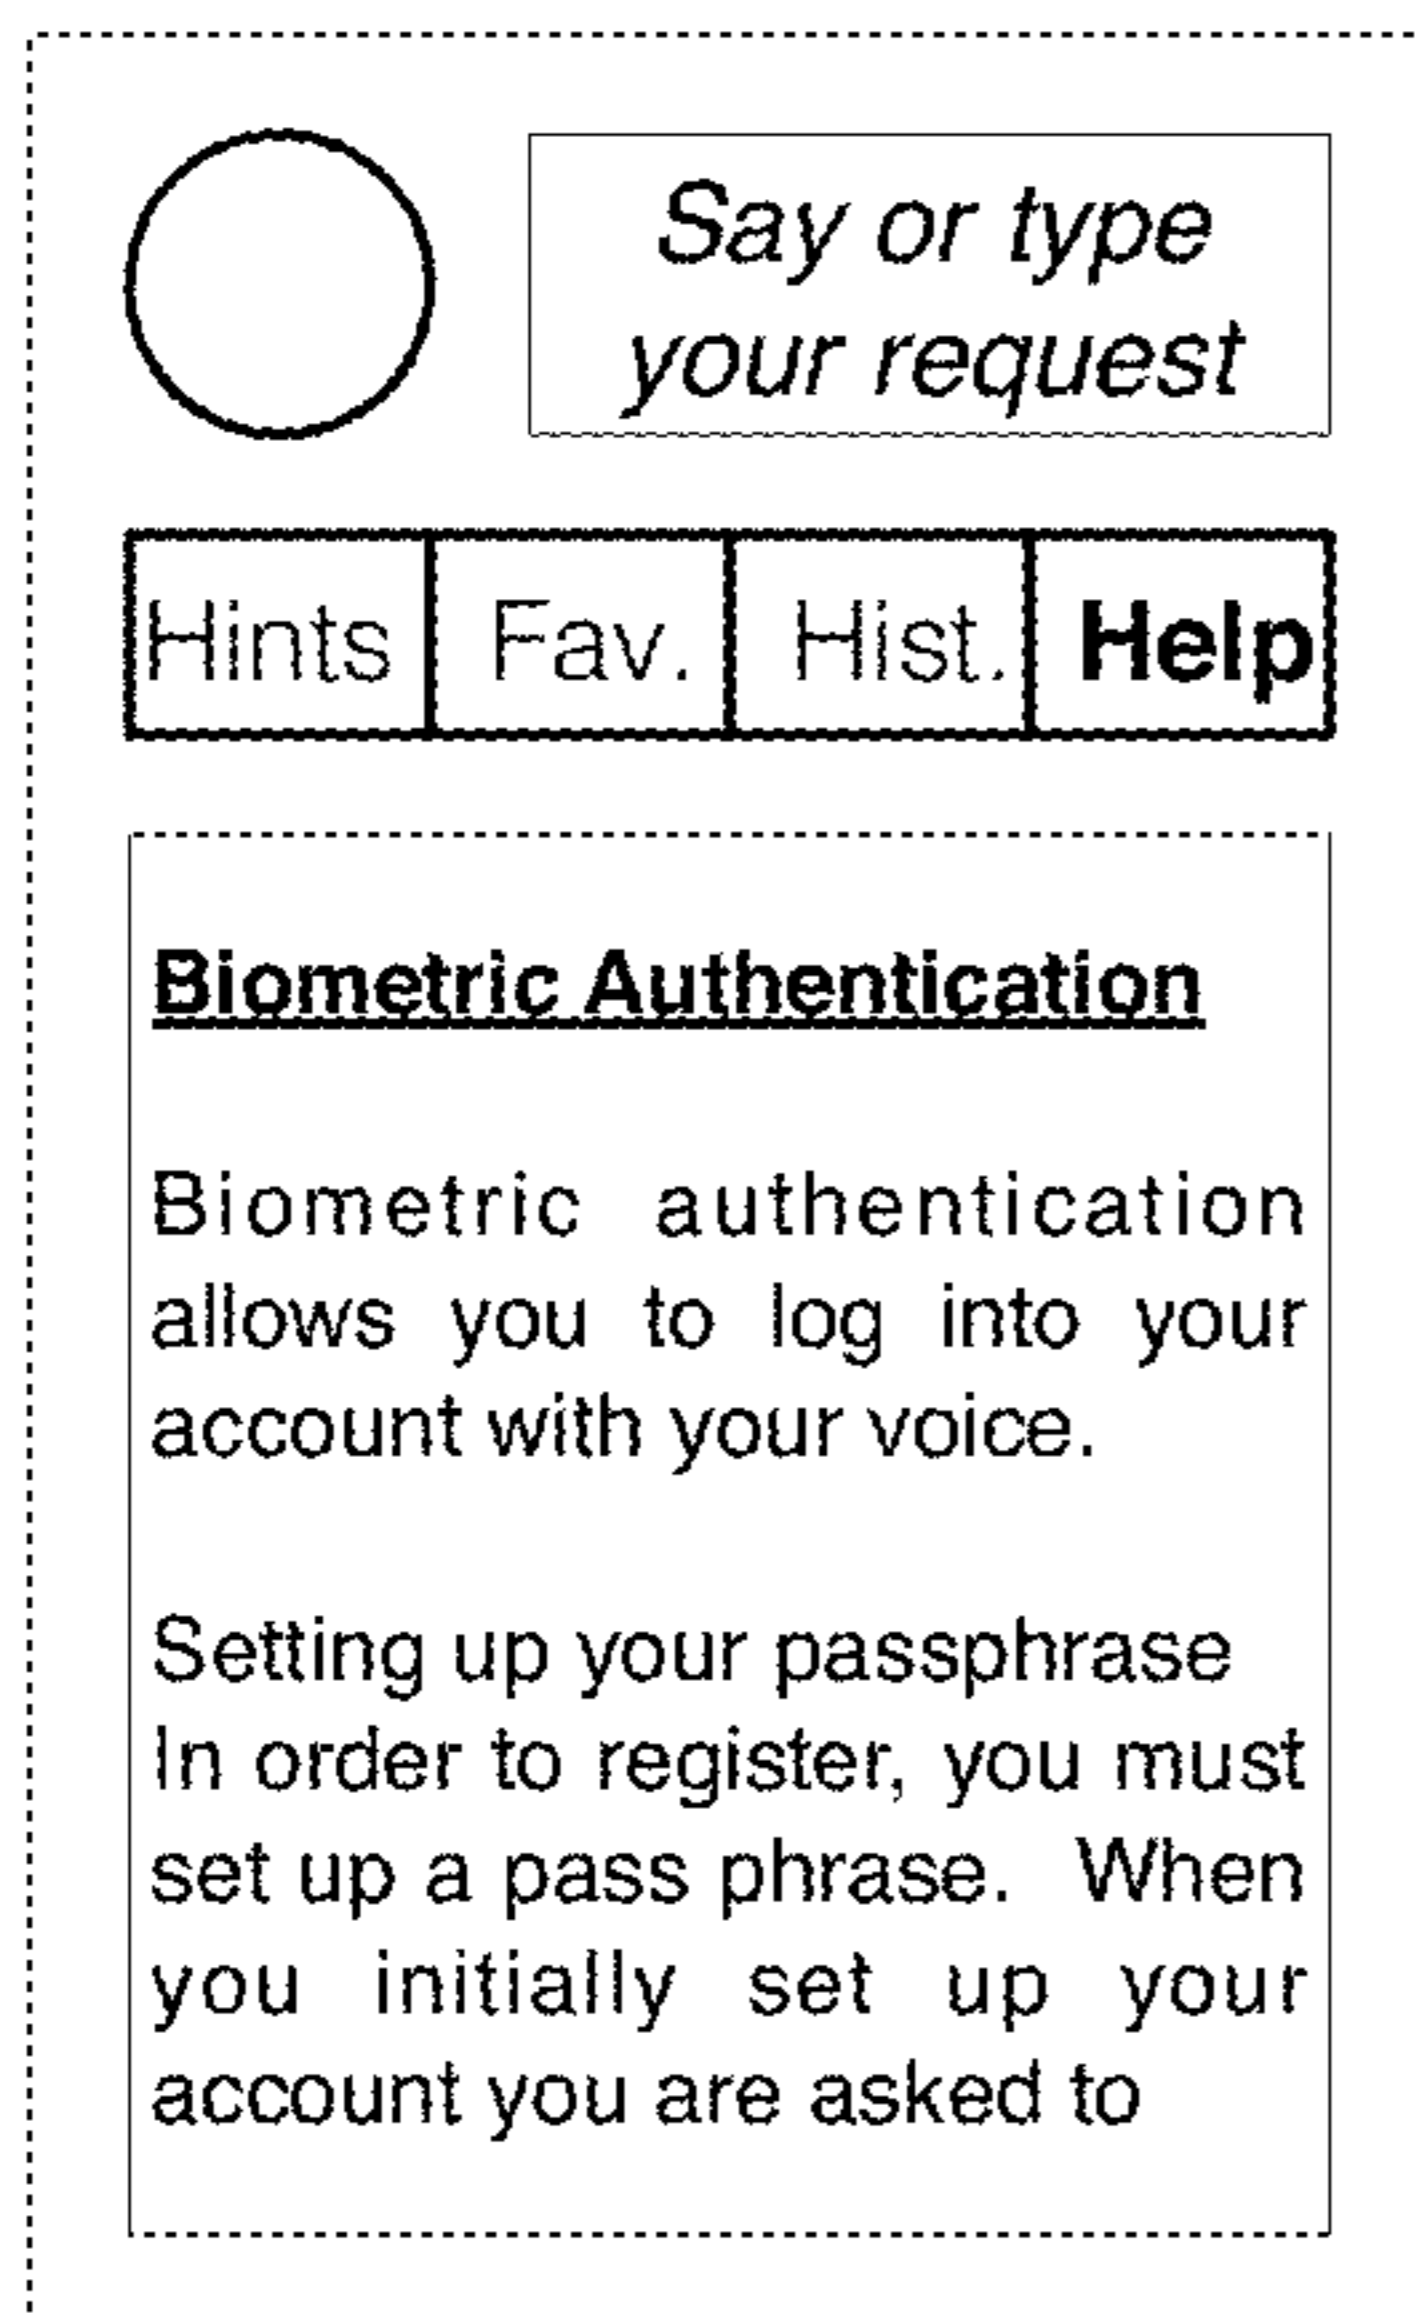 Say or type
your request
Hints Fav. Hist. Help
Biometric Authentication
Biometric authentication
allows you to log into your
account with your voice.
Setting up your passphrase
In order to register, you must
set up a pass phrase. When
you initially set up your
account you are asked to